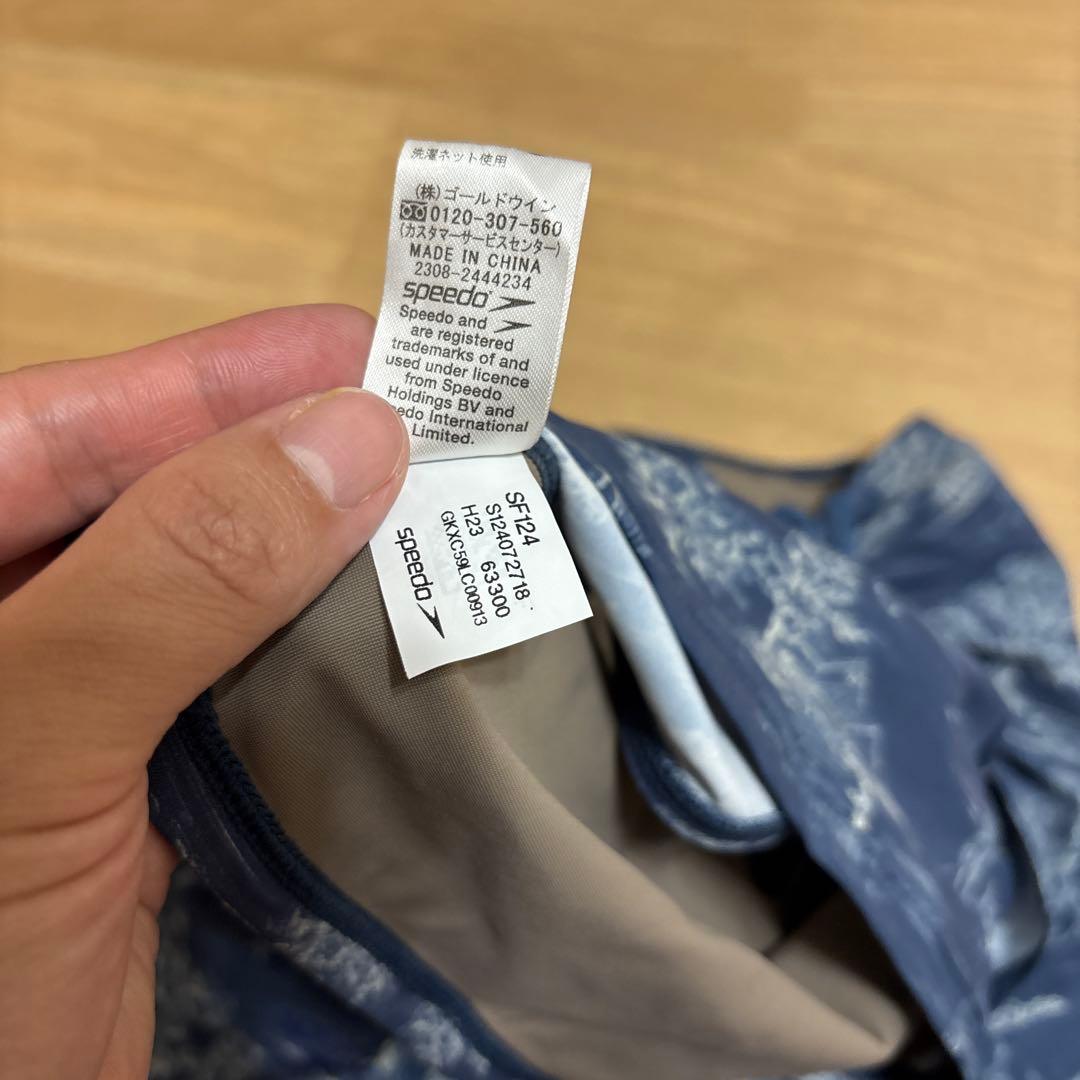 洗濯ネット使用
(株)ゴールドウイン
0120-307-560
(カスタマーサービスセンター)
MADE IN CHINA
2308-2444234
speedo
Speedo and
are registered
trademarks of and
used under licence
from Speedo
Holdings BV and
edo International
Limited.
SF124
S124072718
H23 63300
GKXC59LC00913
speedo